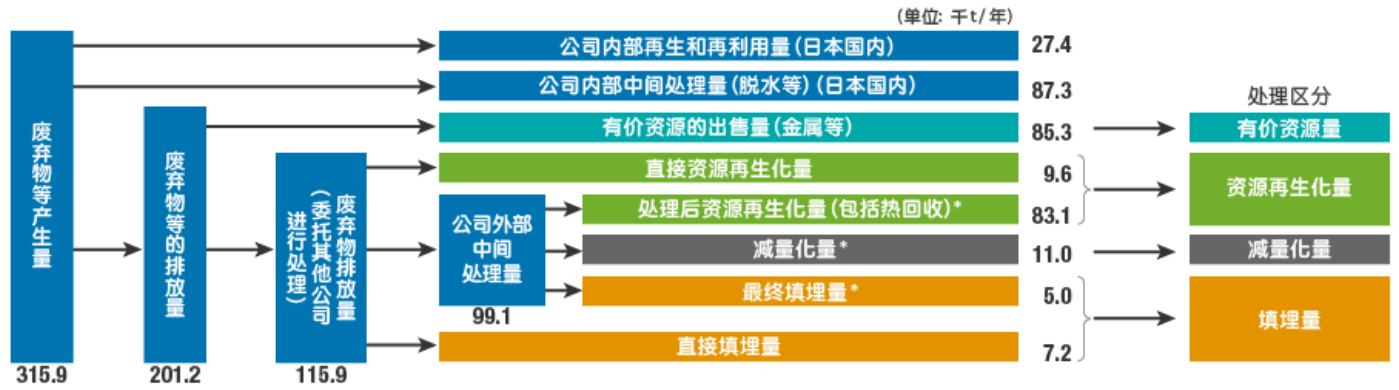 (单位: 千t/年)
公司内部再生和再利用量(日本国内)
27.4
公司内部中间处理量(脱水等)(日本国内)
87.3
处理区分
有价资源的出售量(金属等)
85.3
有价资源量
直接资源再生化量
9.6
资源再生化量
处理后资源再生化量(包括热回收)*
83.1
公司外部
中间
处理量
99.1
减量化量*
11.0
减量化量
最终填埋量*
5.0
填埋量
直接填埋量
7.2
废弃物等产生量
315.9
废弃物等的排放量
201.2
废弃物排放量
(委托其他公司
进行处理)
115.9